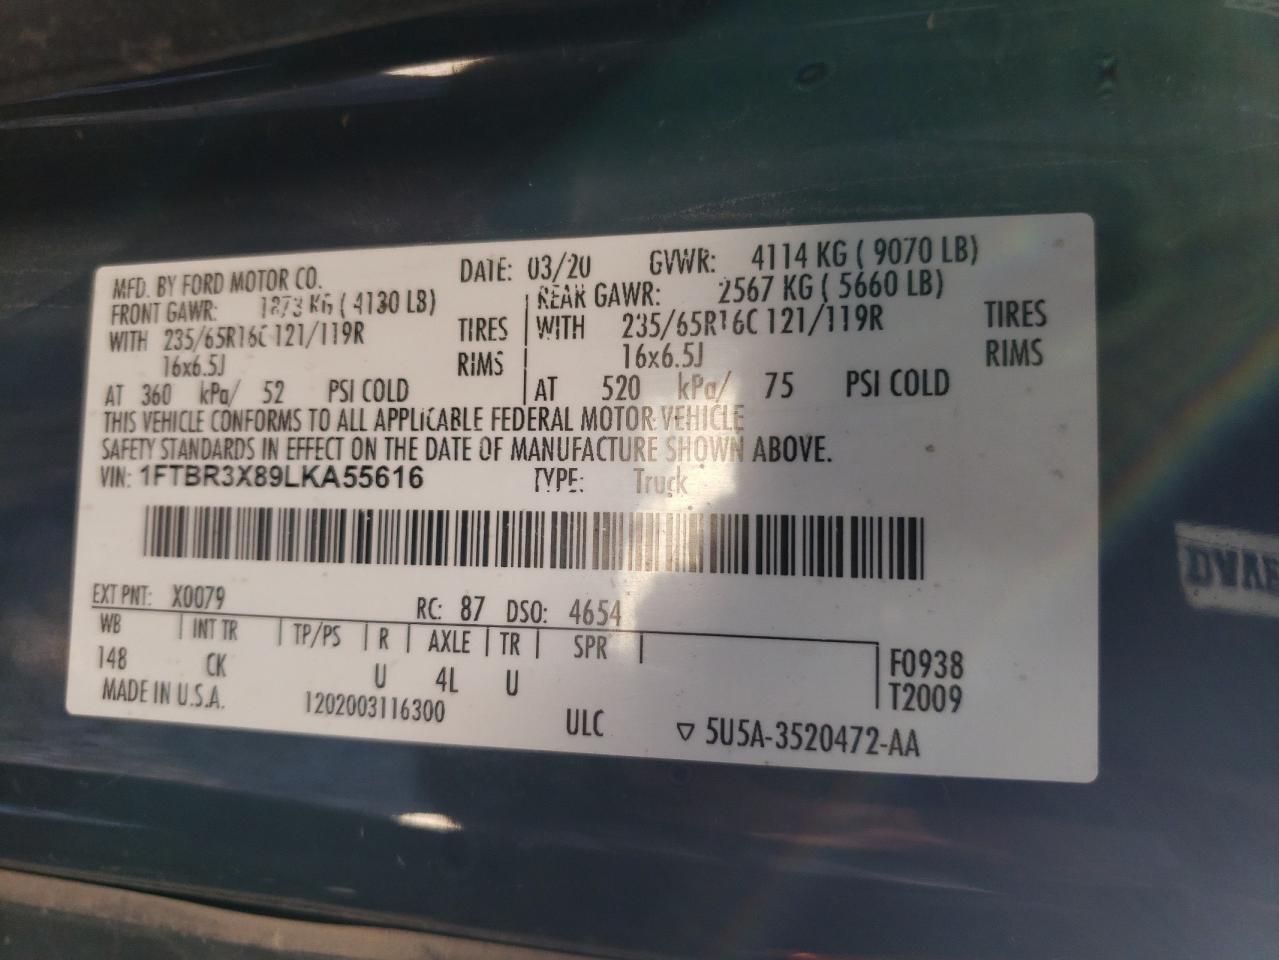 MFD. BY FORD MOTOR CO. DATE: 03/20 GVWR: 4114 KG ( 9070 LB)
FRONT GAWR: 1873 KG ( 4130 LB) REAR GAWR: 2567 KG ( 5660 LB)
WITH 235/65R16C 121/119R TIRES WITH 235/65R16C 121/119R TIRES
16x6.5J RIMS 16x6.5J RIMS
AT 360 kPa/ 52 PSI COLD AT 520 kPa/ 75 PSI COLD
THIS VEHICLE CONFORMS TO ALL APPLICABLE FEDERAL MOTOR VEHICLE
SAFETY STANDARDS IN EFFECT ON THE DATE OF MANUFACTURE SHOWN ABOVE.
VIN: 1FTBR3X89LKA55616 TYPE: Truck
EXT PNT: X0079 RC: 87 DSO: 4654
WB INT TR TP/PS R AXLE TR SPR F0938
148 CK U 4L U T2009
MADE IN U.S.A. 1202003116300 ULC ▽ 5U5A-3520472-AA